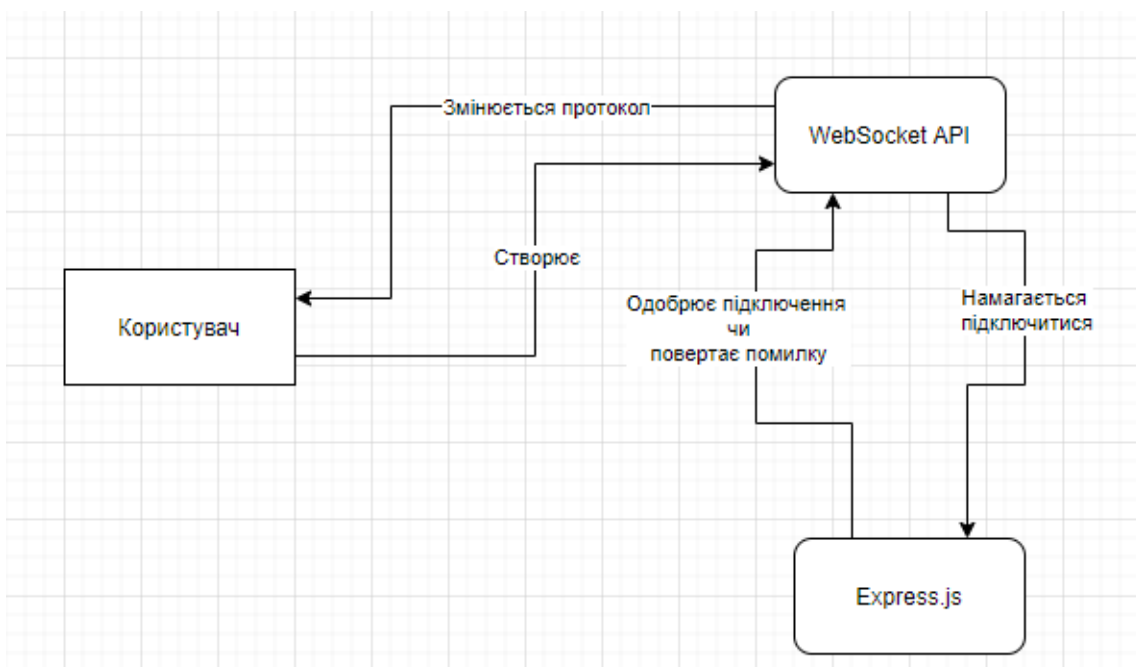 Змінюється протокол
WebSocket API
Створює
Користувач
Одобрює підключення
чи
повертає помилку
Намагається
підключитися
Express.js